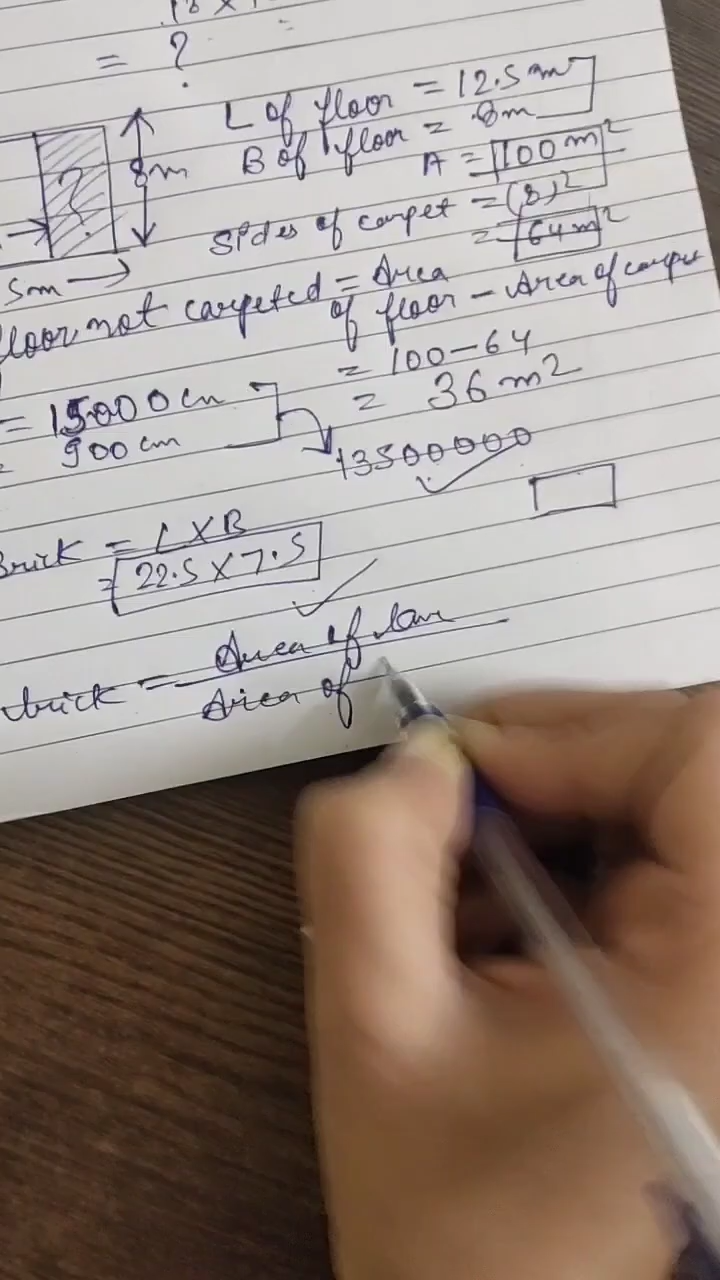 = ?
L of floor = 12.5 m
B of floor = 8m
8m
A = 100 m²
?
Sides of carpet = (8)²
= 64 m²
5m
floor not carpeted = Area
of floor - Area of carpet
= 100-64
= 36 m²
= 15000 cm
= 900 cm
13500000
Brick = L X B
= 22.5 X 7.5
brick = Area of
Area of